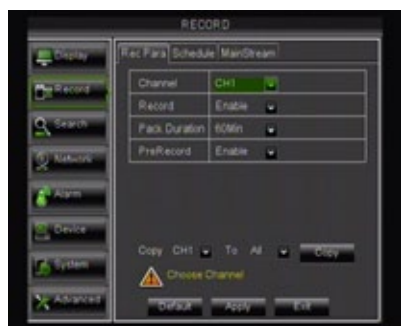 RECORD
Display
Record
Search
Network
Alarm
Device
System
Advanced
Rec Para Schedule MainStream
Channel CH1
Record Enable
Pack Duration 60Min
PreRecord Enable
Copy CH1 To All Copy
Choose Channel
Default Apply Exit